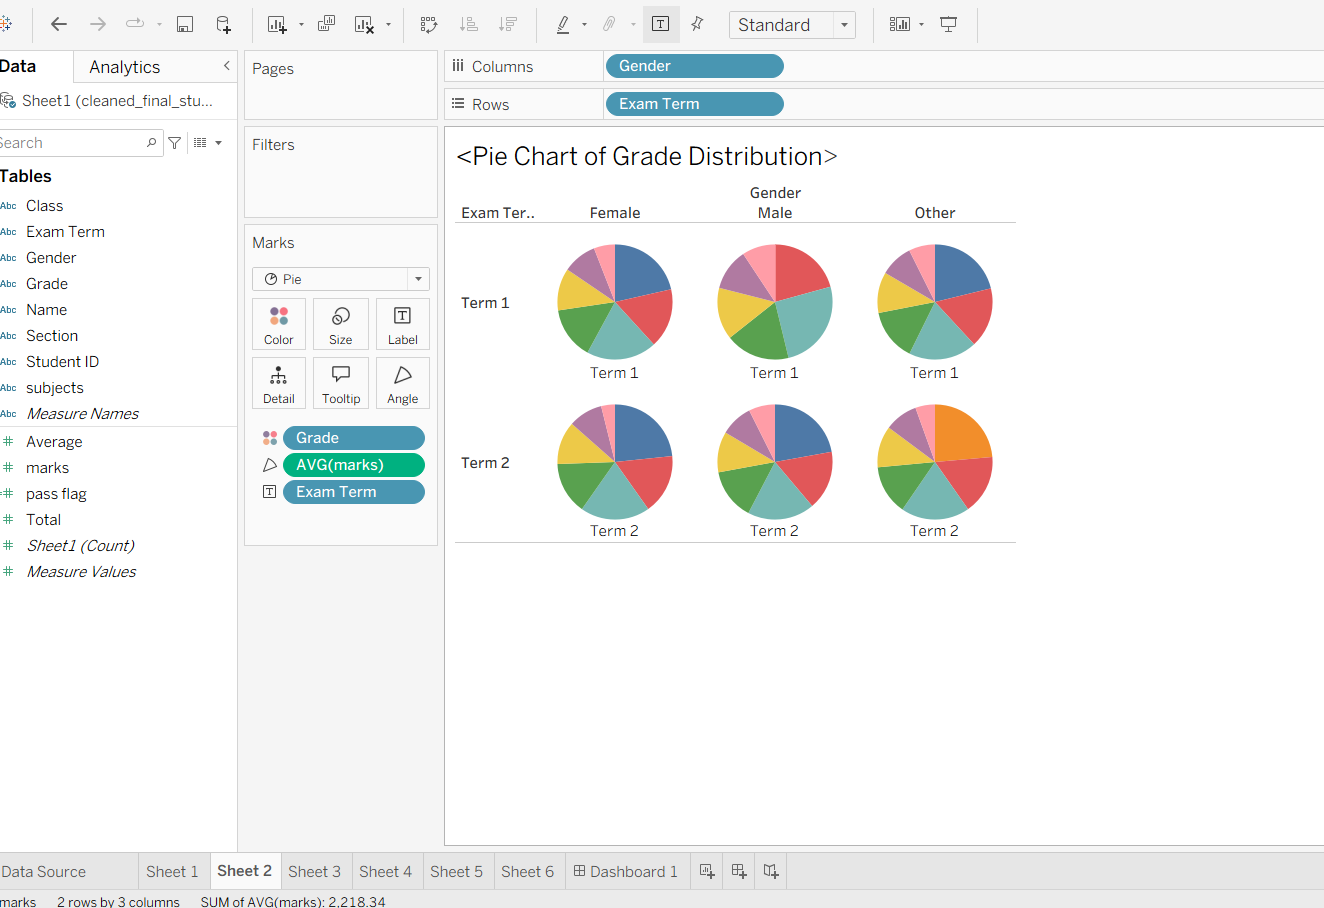 Standard
Data
Analytics
Sheet1 (cleaned_final_stu...
Search
Tables
Abc Class
Abc Exam Term
Abc Gender
Abc Grade
Abc Name
Abc Section
Abc Student ID
Abc subjects
Abc Measure Names
Average
marks
pass flag
Total
Sheet1 (Count)
Measure Values
Pages
Filters
Marks
Pie
Color
Size
Label
Detail
Tooltip
Angle
Grade
AVG(marks)
Exam Term
Columns
Gender
Rows
Exam Term
<Pie Chart of Grade Distribution>
Gender
Exam Ter..
Female
Male
Other
Term 1
Term 1
Term 1
Term 1
Term 2
Term 2
Term 2
Term 2
Data Source
Sheet 1
Sheet 2
Sheet 3
Sheet 4
Sheet 5
Sheet 6
Dashboard 1
marks
2 rows by 3 columns
SUM of AVG(marks): 2,218.34